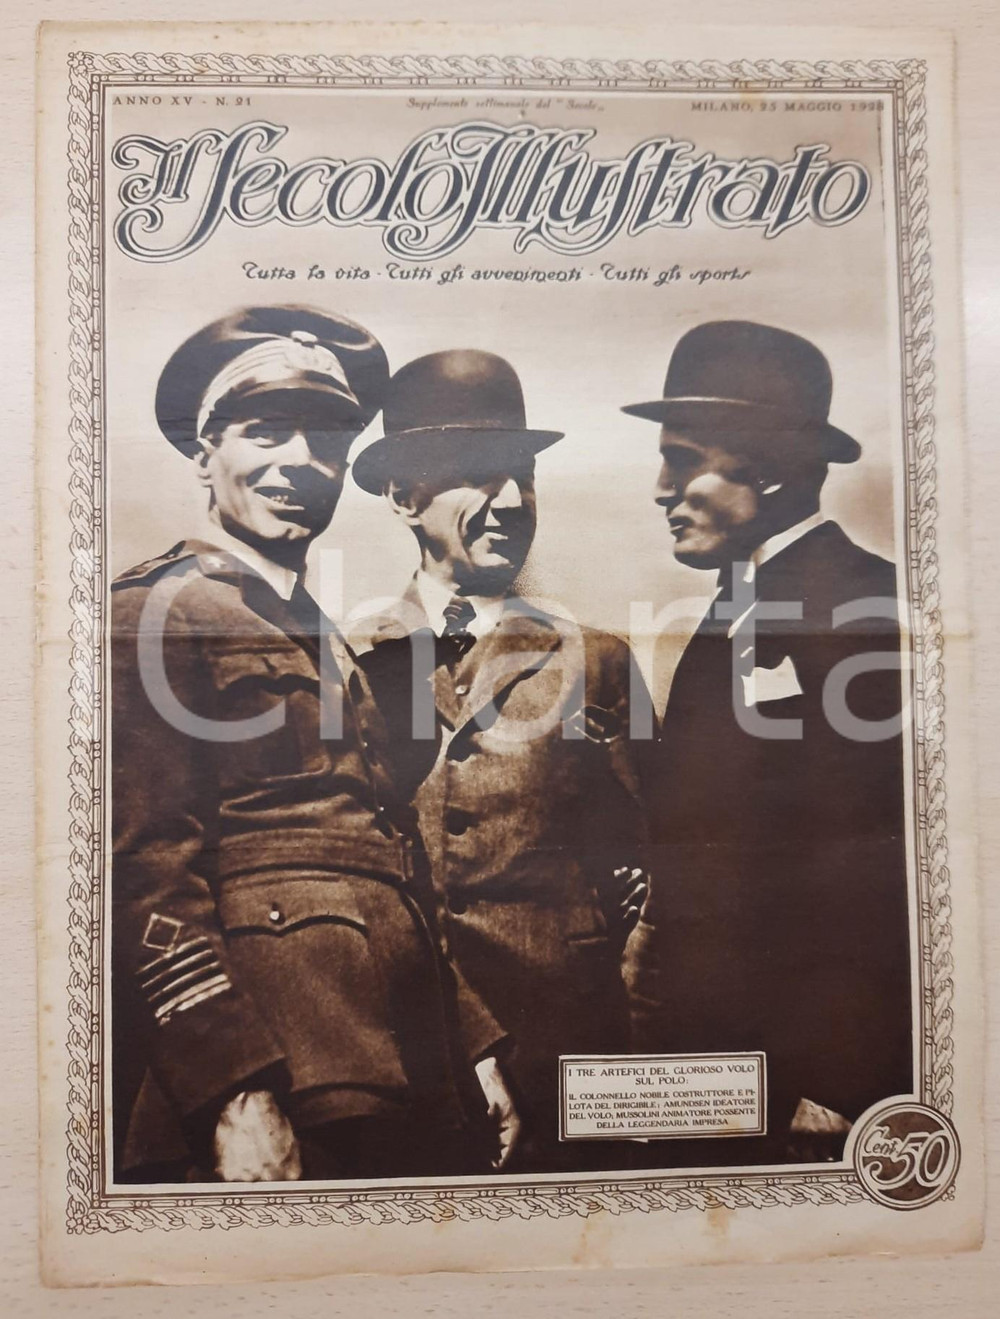 ANNO XV - N. 21
Supplemento settimanale del "Secolo"
MILANO, 25 MAGGIO 1926
Il Secolo Illustrato
Tutta la vita - Tutti gli avvenimenti - Tutti gli sports
Charta
I TRE ARTEFICI DEL GLORIOSO VOLO
SUL POLO:
IL COLONNELLO NOBILE COSTRUTTORE E PI-
LOTA DEL DIRIGIBILE; AMUNDSEN IDEATORE
DEL VOLO; MUSSOLINI ANIMATORE POSSENTE
DELLA LEGGENDARIA IMPRESA
Cent. 50